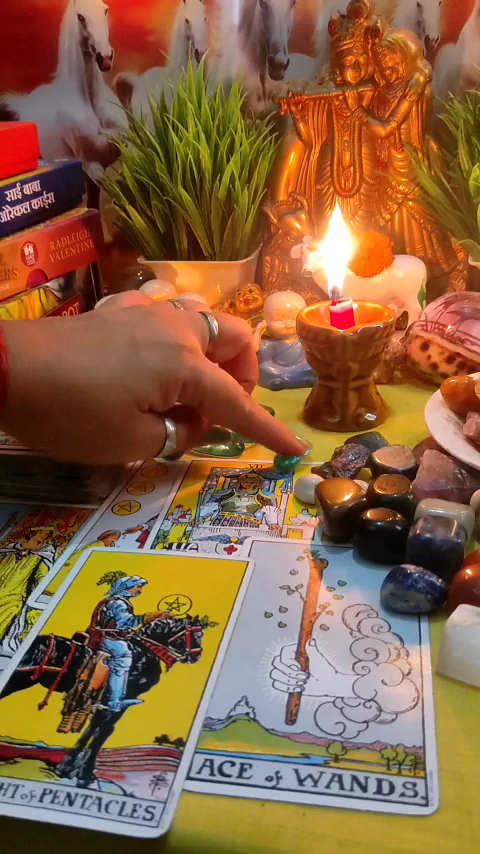 साईं बाबा
ओरेकल कार्ड्स
RADLEIGH
VALENTINE
ACE of WANDS.
HT of PENTACLES.